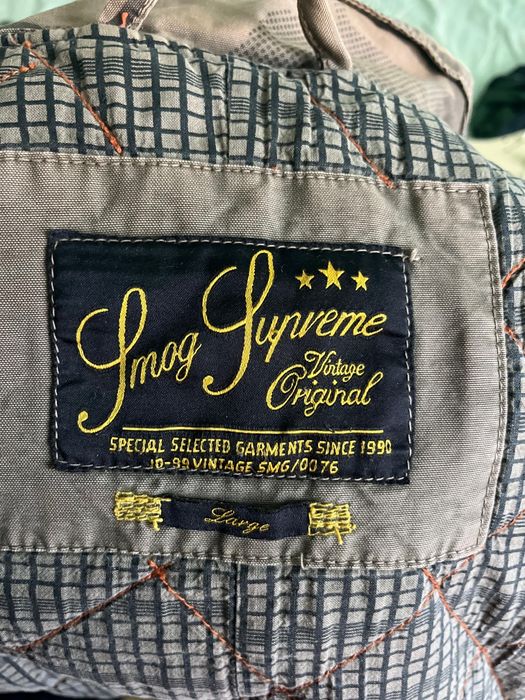 Smog Supreme
Vintage
Original
SPECIAL SELECTED GARMENTS SINCE 1990
10-99 VINTAGE SMG/0076
Large